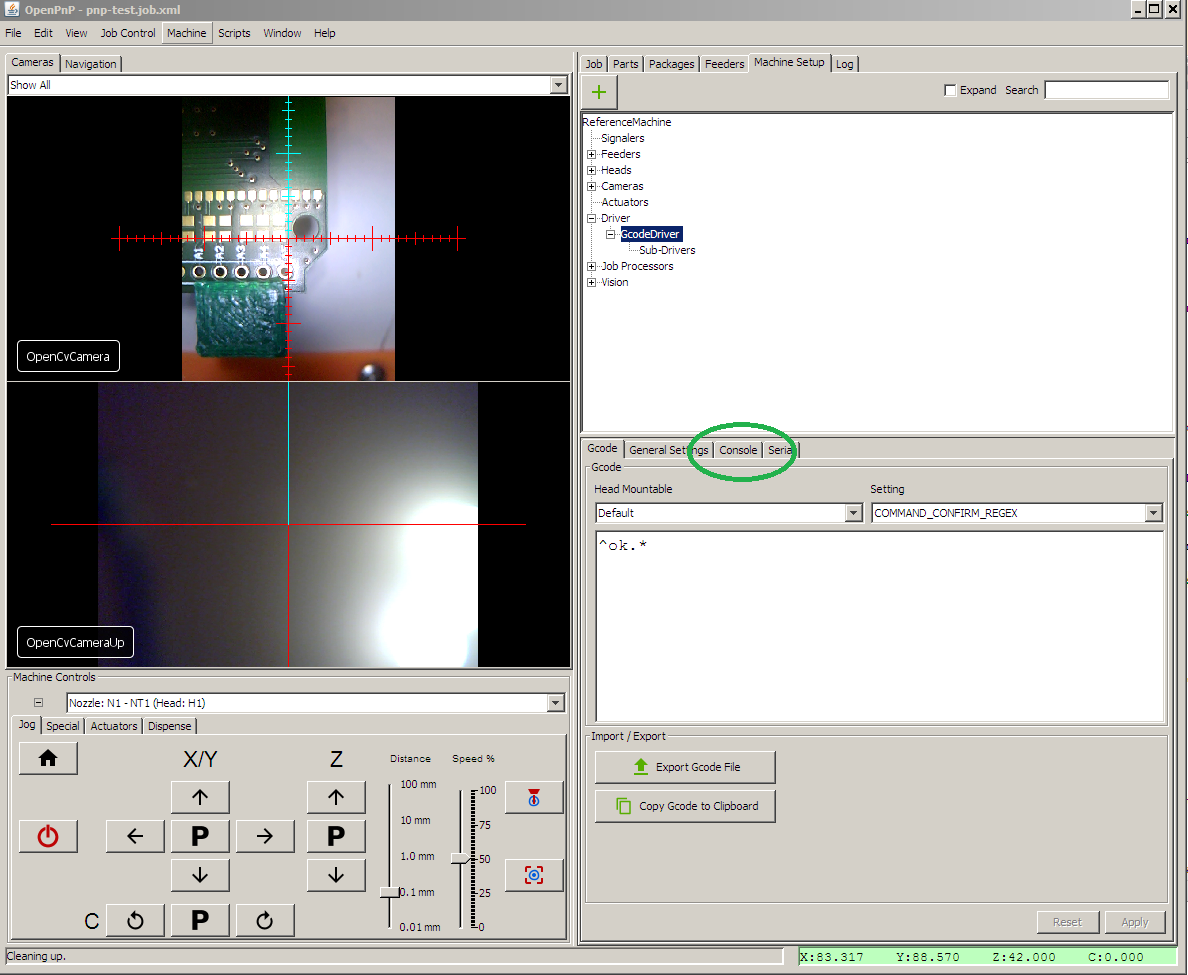 OpenPnP - pnp-test.job.xml
File Edit View Job Control Machine Scripts Window Help
Cameras Navigation
Show All
A1 A2 A3
OpenCvCamera
OpenCvCameraUp
Machine Controls
Nozzle: N1 - NT1 (Head: H1)
Jog Special Actuators Dispense
X/Y Z Distance Speed %
100 mm 100
10 mm 75
P P
1.0 mm 50
0.1 mm 25
0.01 mm 0
C P
Cleaning up.
Job Parts Packages Feeders Machine Setup Log
Expand Search
ReferenceMachine
Signalers
Feeders
Heads
Cameras
Actuators
Driver
GcodeDriver
Sub-Drivers
Job Processors
Vision
Gcode General Settings Console Serial
Gcode
Head Mountable Setting
Default COMMAND_CONFIRM_REGEX
^ok.*
Import / Export
Export Gcode File
Copy Gcode to Clipboard
Reset Apply
X:83.317 Y:88.570 Z:42.000 C:0.000